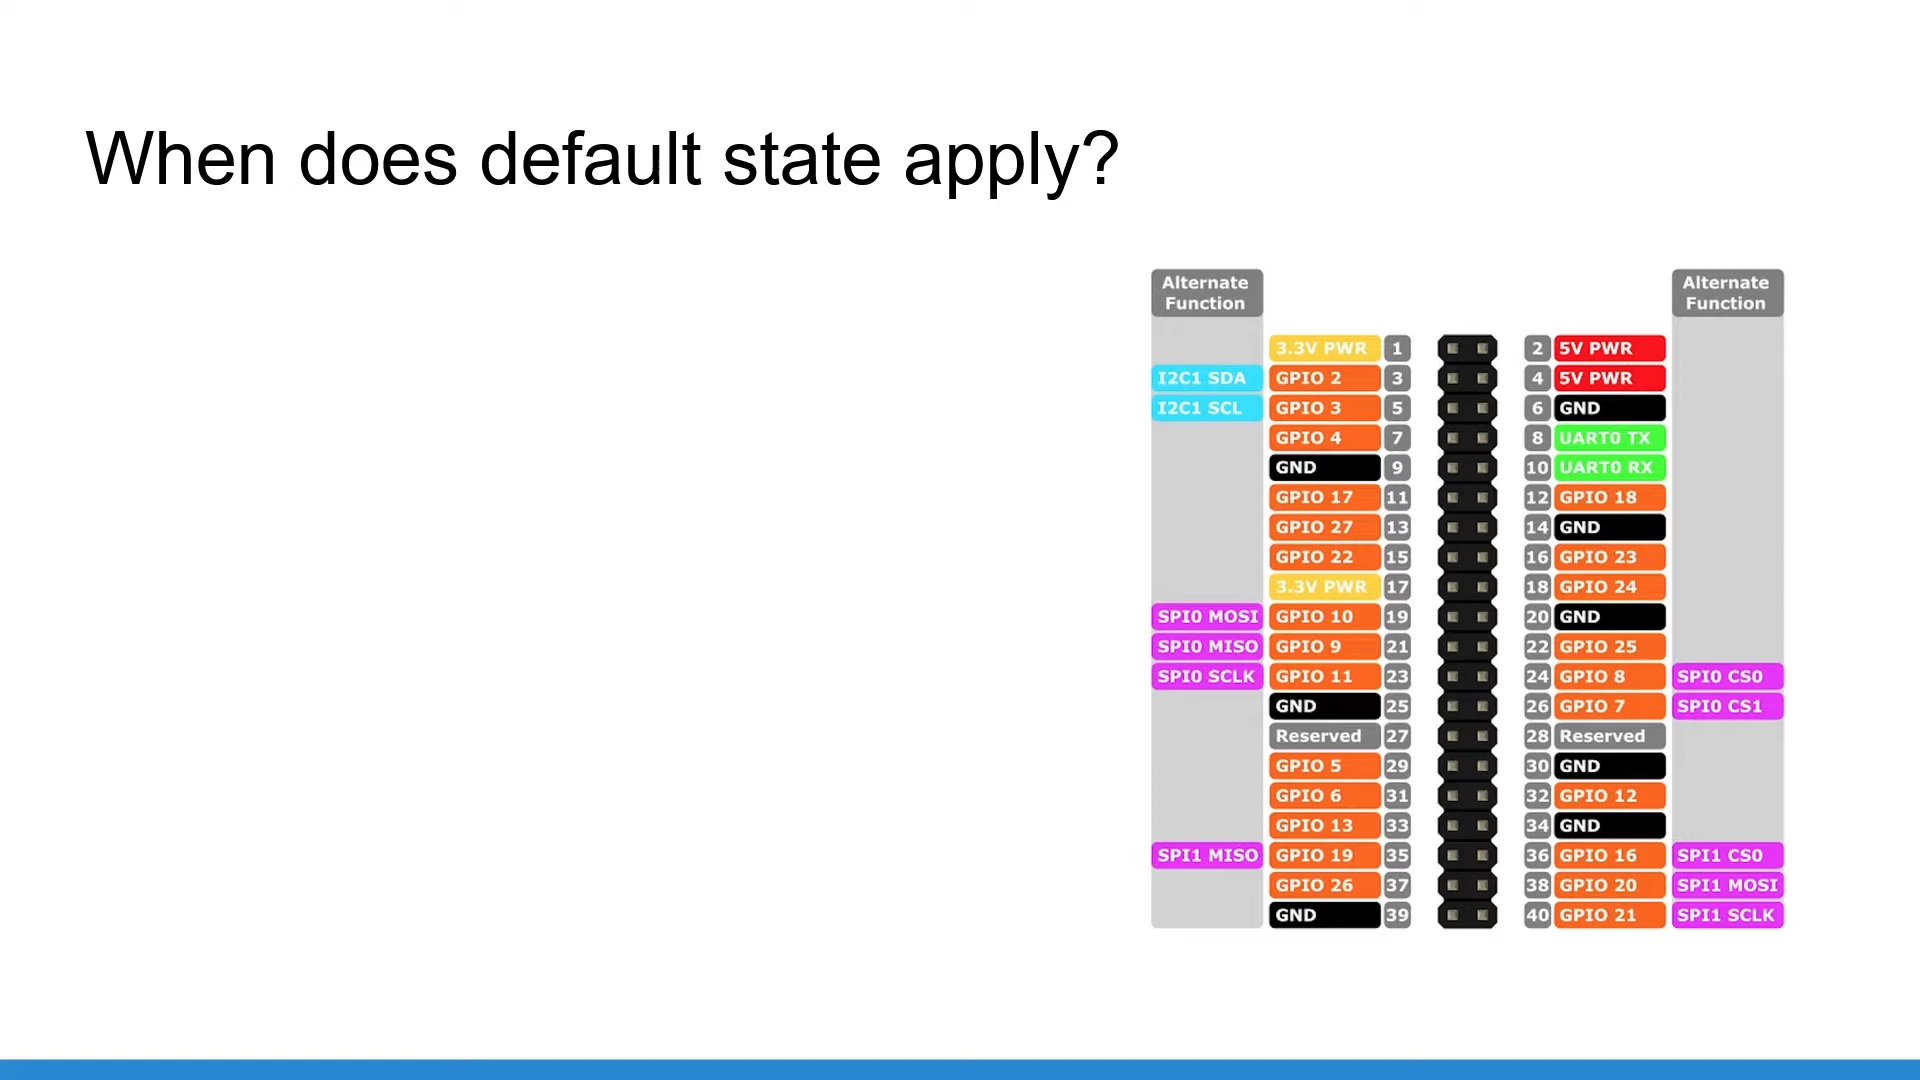 When does default state apply?
Alternate
Function
Alternate
Function
3.3V PWR 1 2 5V PWR
I2C1 SDA GPIO 2 3 4 5V PWR
I2C1 SCL GPIO 3 5 6 GND
GPIO 4 7 8 UART0 TX
GND 9 10 UART0 RX
GPIO 17 11 12 GPIO 18
GPIO 27 13 14 GND
GPIO 22 15 16 GPIO 23
3.3V PWR 17 18 GPIO 24
SPI0 MOSI GPIO 10 19 20 GND
SPI0 MISO GPIO 9 21 22 GPIO 25
SPI0 SCLK GPIO 11 23 24 GPIO 8 SPI0 CS0
GND 25 26 GPIO 7 SPI0 CS1
Reserved 27 28 Reserved
GPIO 5 29 30 GND
GPIO 6 31 32 GPIO 12
GPIO 13 33 34 GND
SPI1 MISO GPIO 19 35 36 GPIO 16 SPI1 CS0
GPIO 26 37 38 GPIO 20 SPI1 MOSI
GND 39 40 GPIO 21 SPI1 SCLK